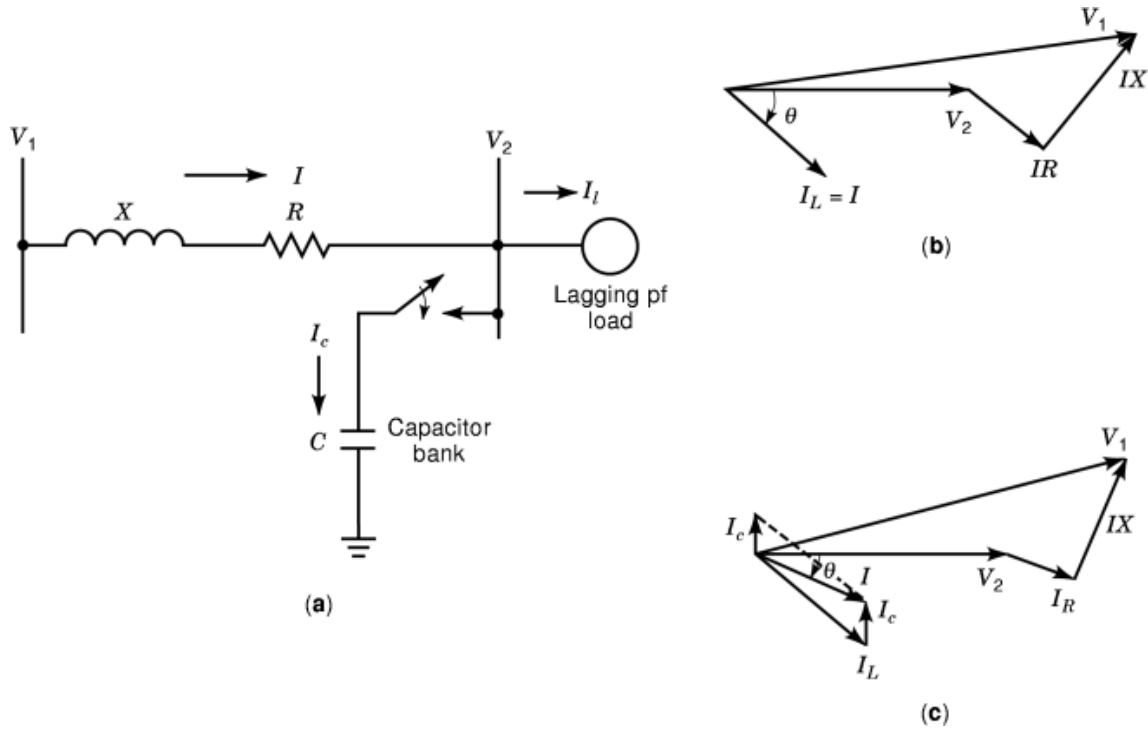 V1
X
I
R
V2
Il
Lagging pf
load
Ic
C
Capacitor
bank
(a)
V1
θ
V2
IX
IR
IL = I
(b)
V1
Ic
IX
θ
I
V2
IR
Ic
IL
(c)